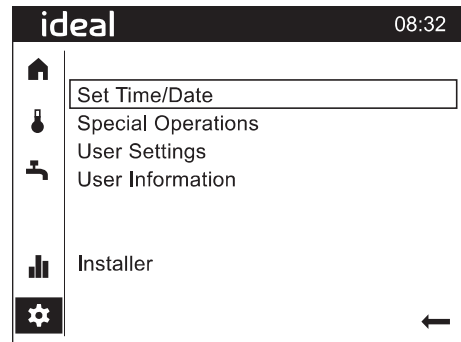 ideal 08:32
Set Time/Date
Special Operations
User Settings
User Information
Installer